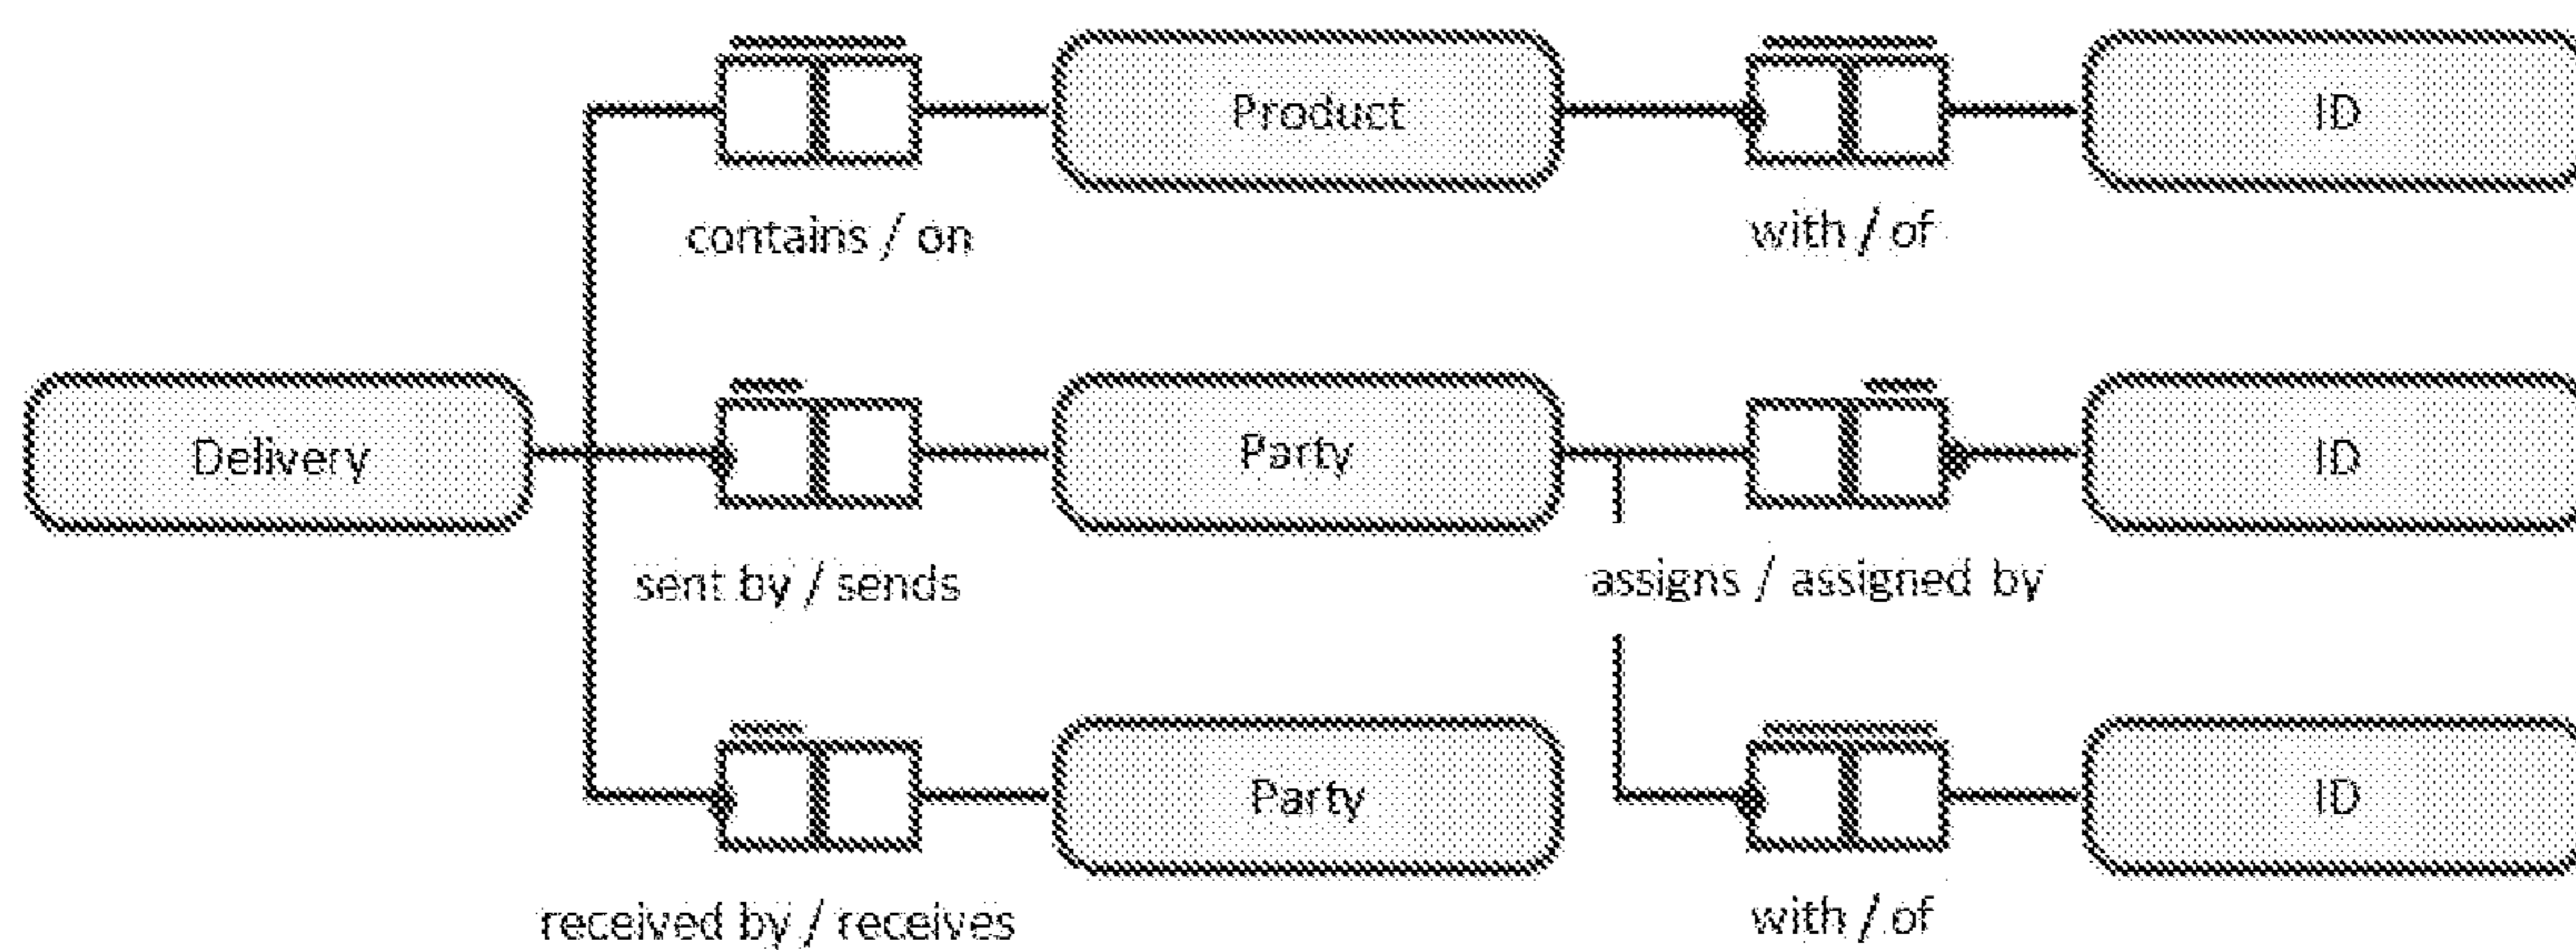 Product
ID
contains / on
with / of
Delivery
Party
ID
sent by / sends
assigns / assigned by
Party
ID
received by / receives
with / of